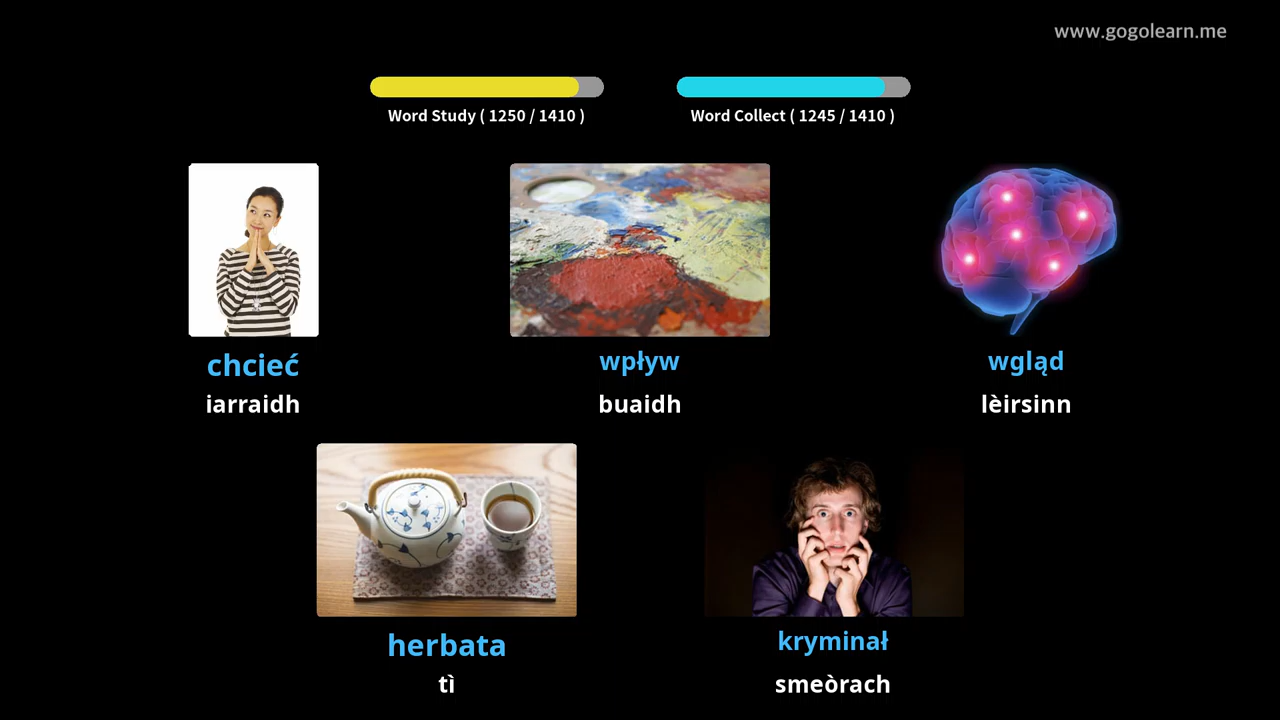 www.gogolearn.me
Word Study ( 1250 / 1410 )
Word Collect ( 1245 / 1410 )
chcieć
iarraidh
wpływ
buaidh
wgląd
lèirsinn
herbata
tì
kryminał
smeòrach